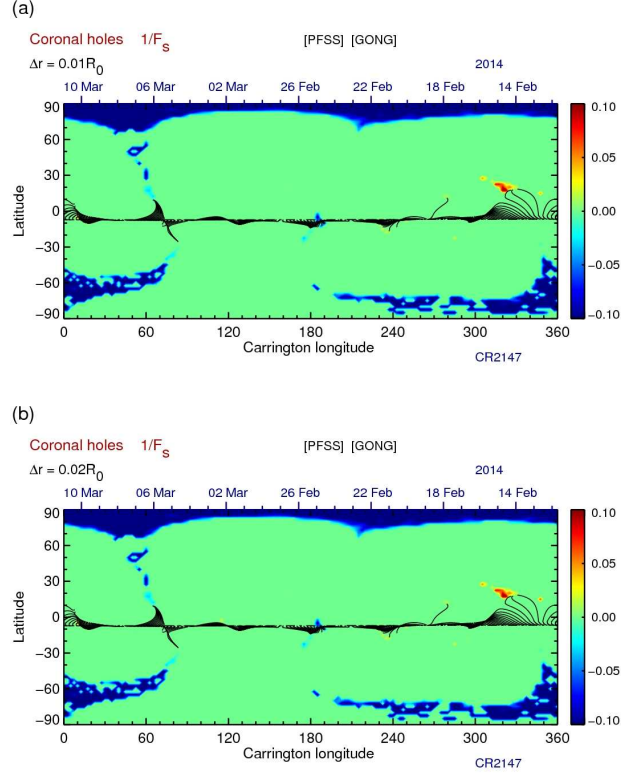 (a)
Coronal holes 1/Fs [PFSS] [GONG]
Δr = 0.01R0 2014
10 Mar 06 Mar 02 Mar 26 Feb 22 Feb 18 Feb 14 Feb
90
60
30
0
−30
−60
−90
Latitude
0 60 120 180 240 300 360
Carrington longitude
CR2147
0.10
0.05
0.00
−0.05
−0.10
(b)
Coronal holes 1/Fs [PFSS] [GONG]
Δr = 0.02R0 2014
10 Mar 06 Mar 02 Mar 26 Feb 22 Feb 18 Feb 14 Feb
90
60
30
0
−30
−60
−90
Latitude
0 60 120 180 240 300 360
Carrington longitude
CR2147
0.10
0.05
0.00
−0.05
−0.10